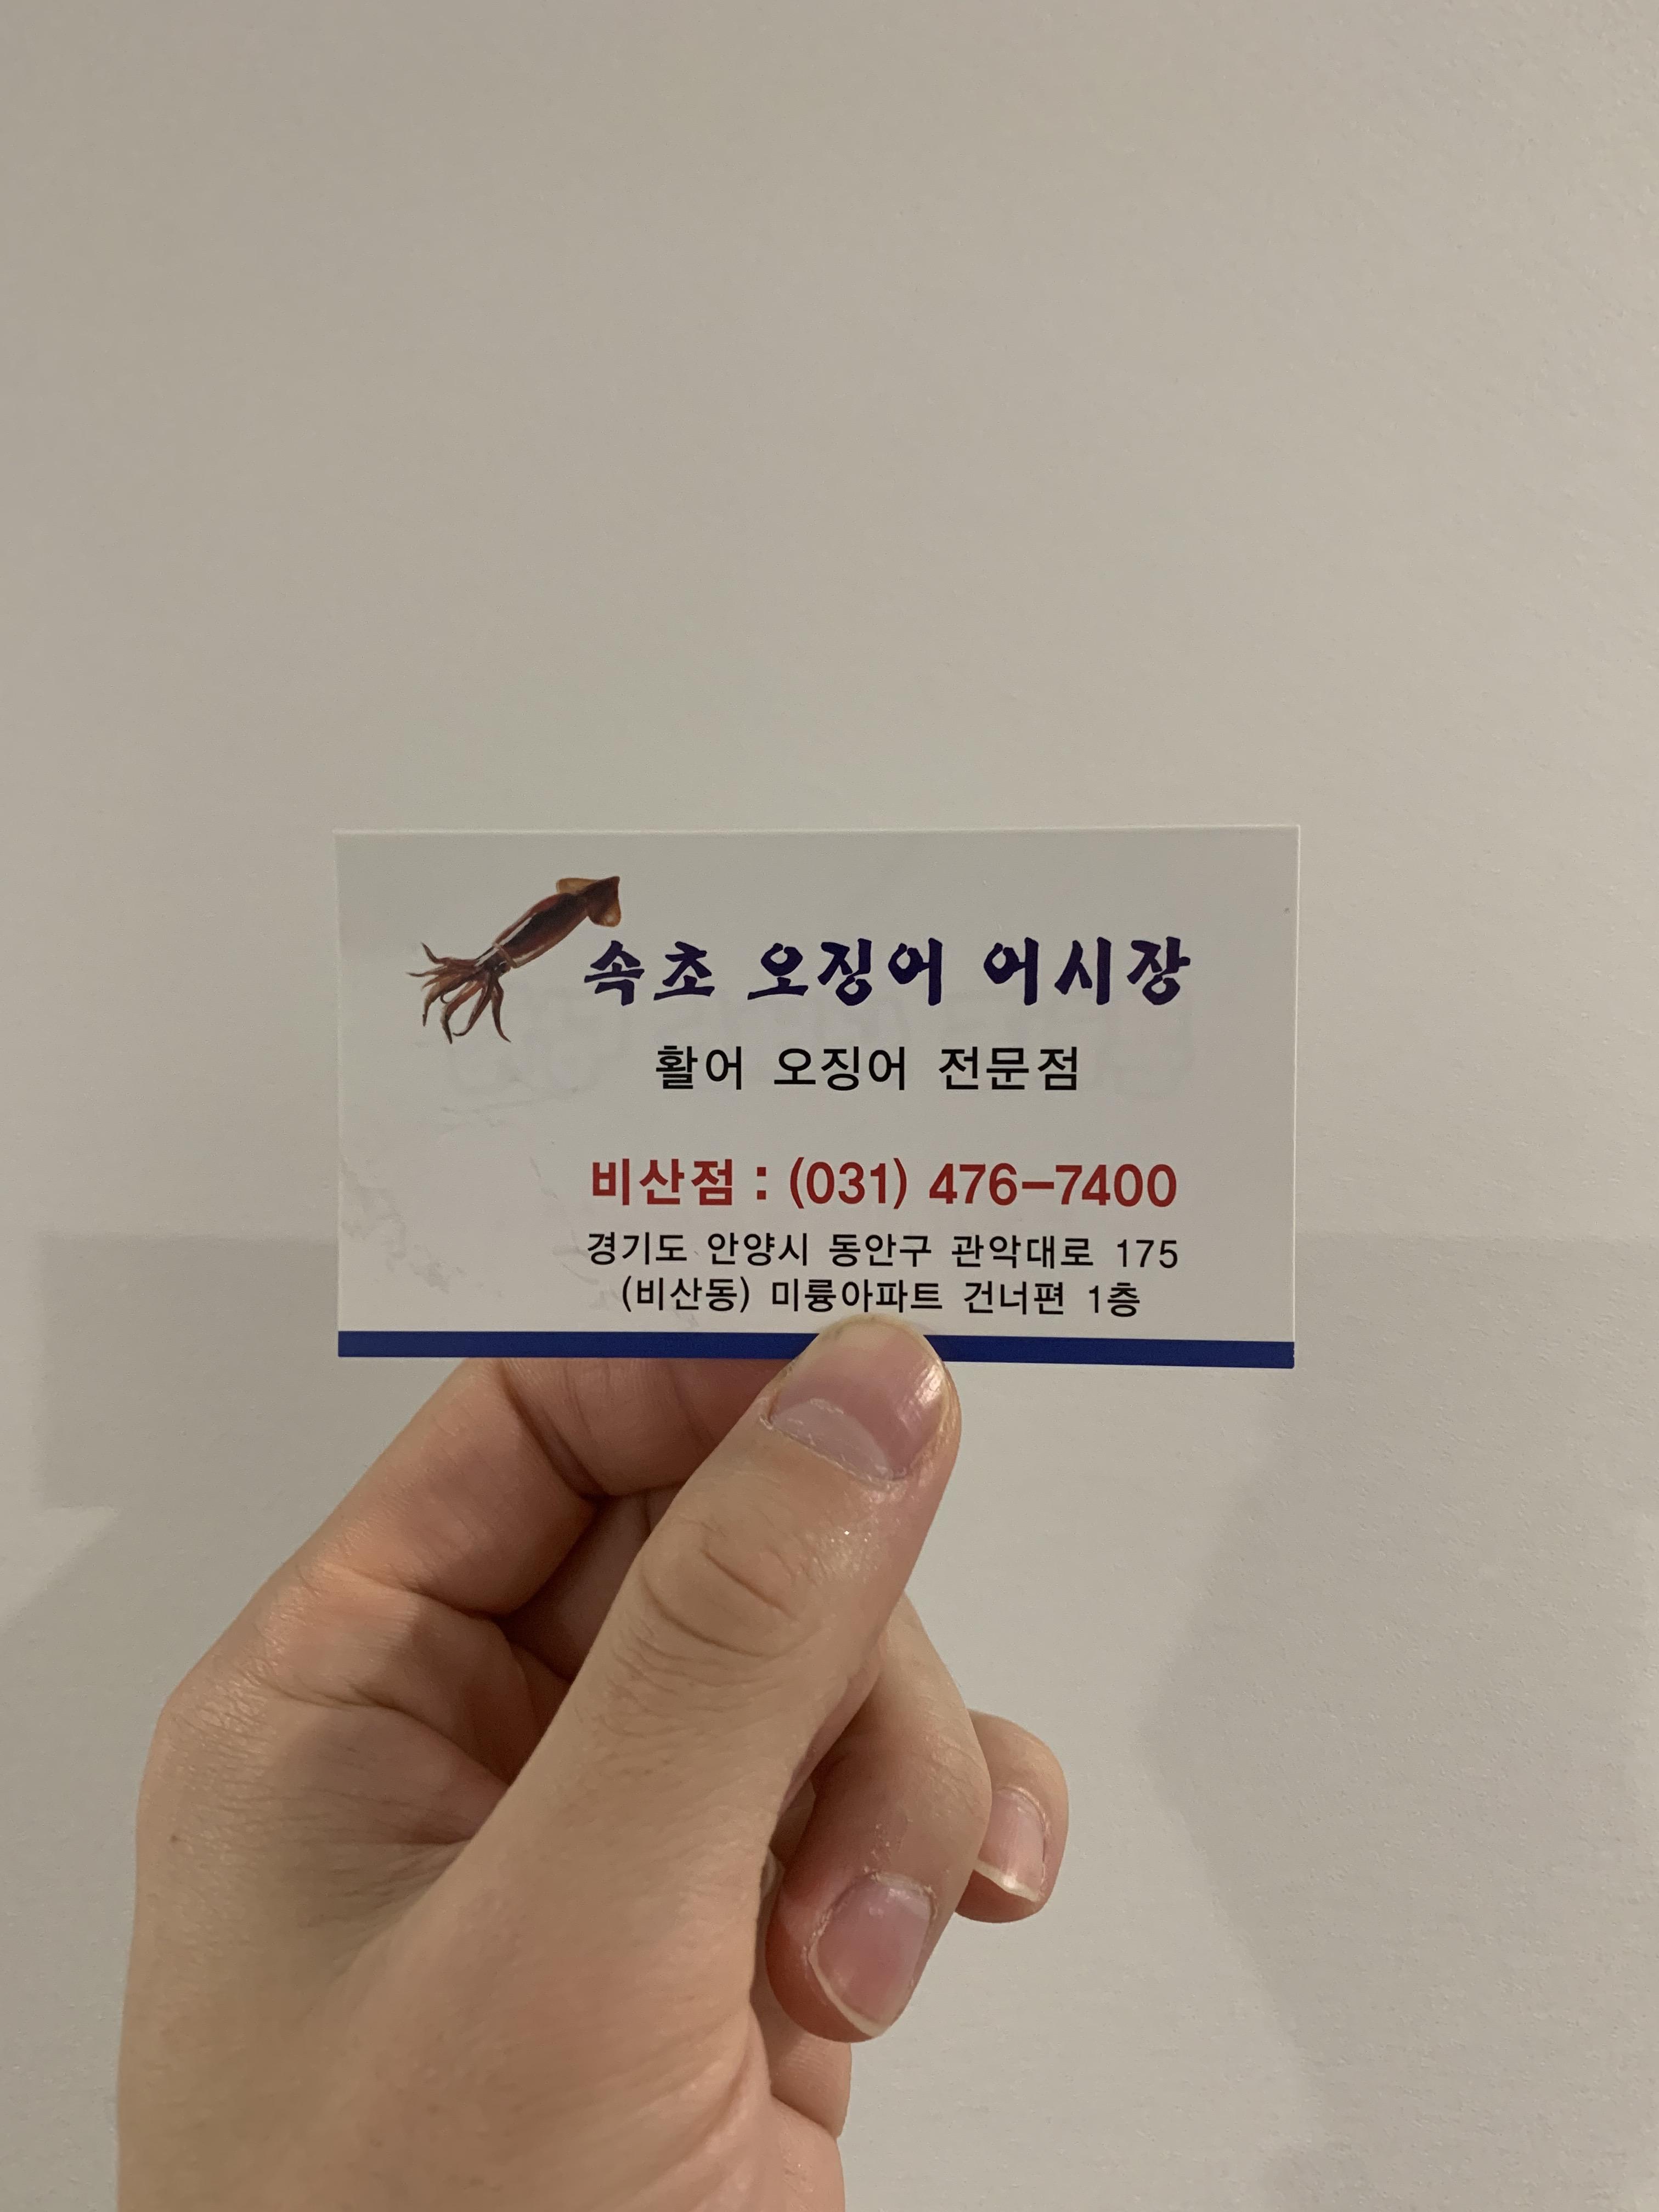 속초 오징어 어시장
활어 오징어 전문점
비산점 : (031) 476-7400
경기도 안양시 동안구 관악대로 175
(비산동) 미륭아파트 건너편 1층